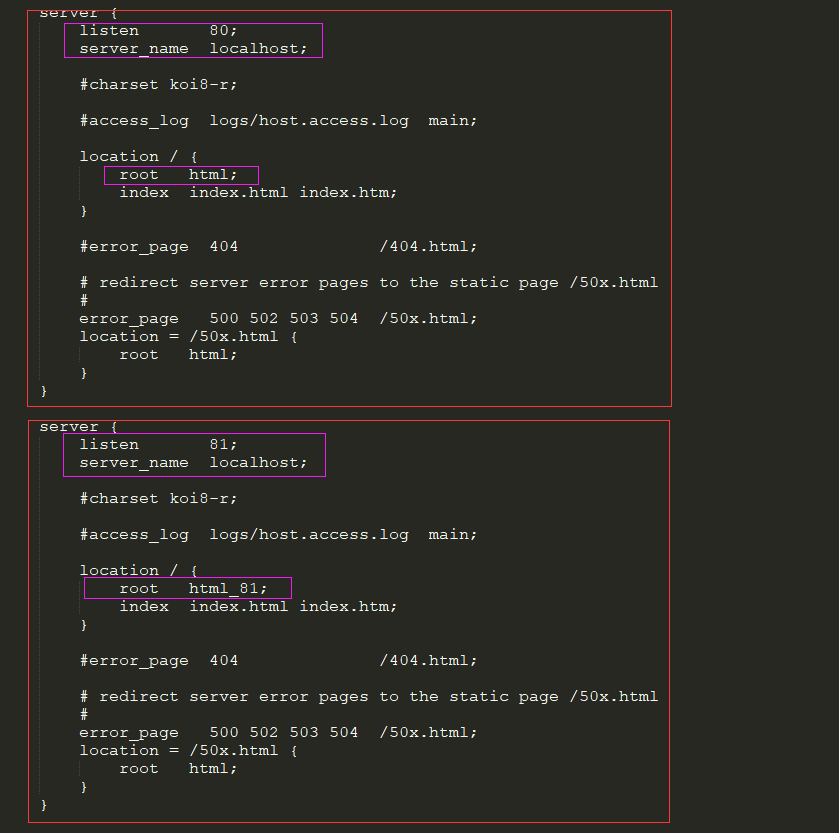 server {
listen 80;
server_name localhost;
#charset koi8-r;
#access_log logs/host.access.log main;
location / {
root html;
index index.html index.htm;
}
#error_page 404 /404.html;
# redirect server error pages to the static page /50x.html
#
error_page 500 502 503 504 /50x.html;
location = /50x.html {
root html;
}
}
server {
listen 81;
server_name localhost;
#charset koi8-r;
#access_log logs/host.access.log main;
location / {
root html_81;
index index.html index.htm;
}
#error_page 404 /404.html;
# redirect server error pages to the static page /50x.html
#
error_page 500 502 503 504 /50x.html;
location = /50x.html {
root html;
}
}